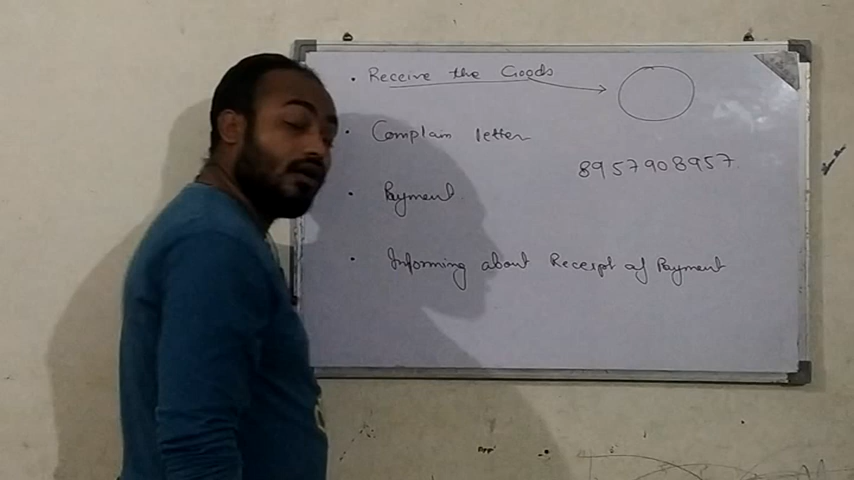 • Receive the Goods
• Complain letter
8957908957
• Payment
• Informing about Receipt of Payment